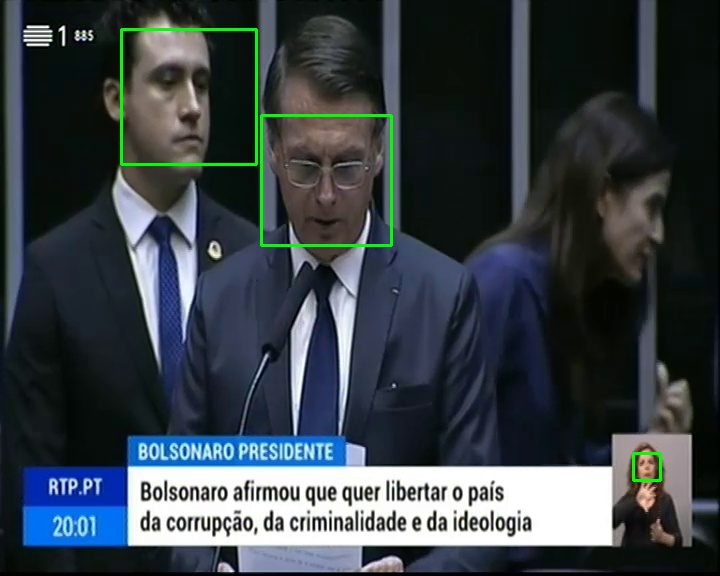 1 885
BOLSONARO PRESIDENTE
RTP.PT
Bolsonaro afirmou que quer libertar o país
20:01
da corrupção, da criminalidade e da ideologia